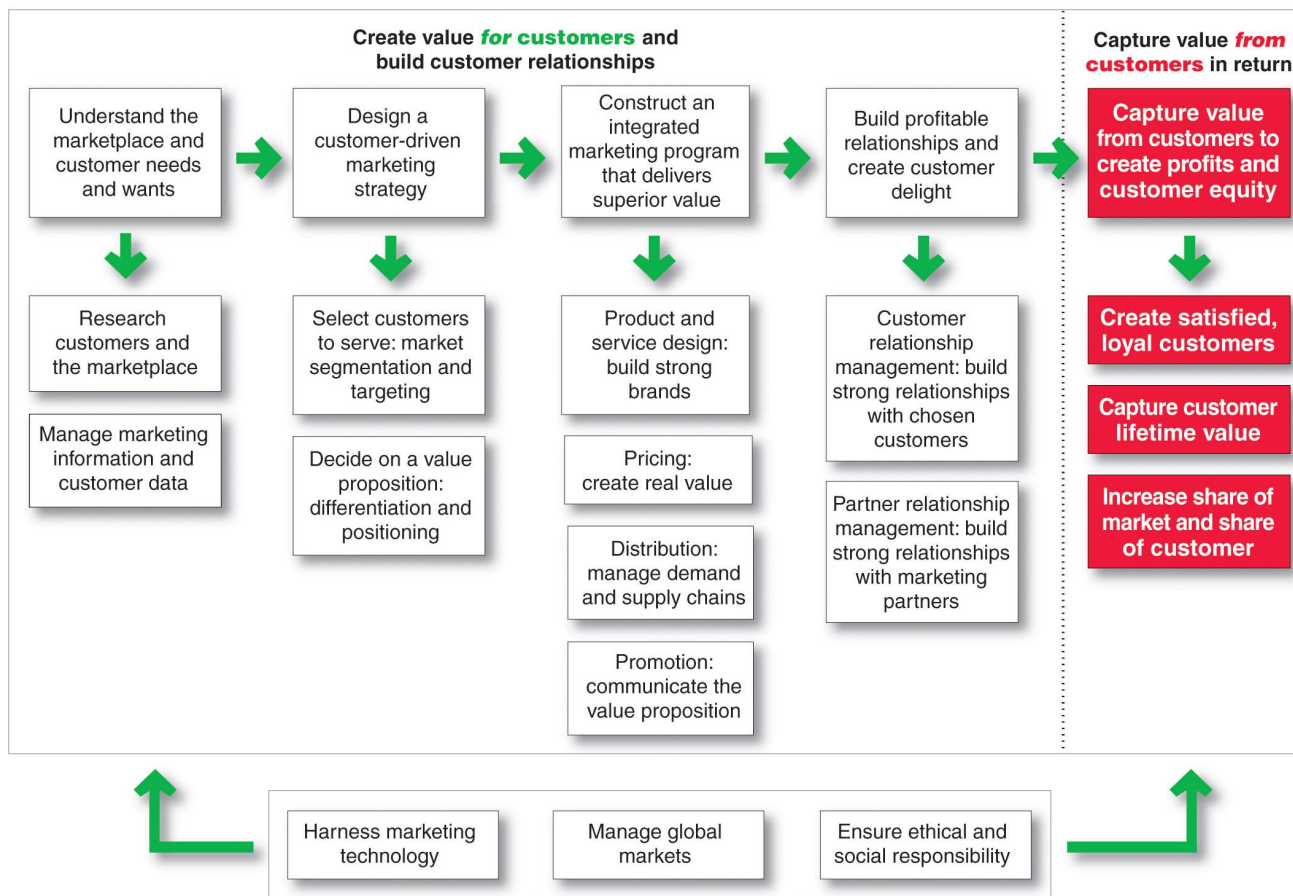 Create value for customers and
build customer relationships
Capture value from
customers in return
Understand the
marketplace and
customer needs
and wants
Design a
customer-driven
marketing
strategy
Construct an
integrated
marketing program
that delivers
superior value
Build profitable
relationships and
create customer
delight
Capture value
from customers to
create profits and
customer equity
Research
customers and
the marketplace
Manage marketing
information and
customer data
Select customers
to serve: market
segmentation and
targeting
Decide on a value
proposition:
differentiation and
positioning
Product and
service design:
build strong
brands
Pricing:
create real value
Distribution:
manage demand
and supply chains
Promotion:
communicate the
value proposition
Customer
relationship
management: build
strong relationships
with chosen
customers
Partner relationship
management: build
strong relationships
with marketing
partners
Create satisfied,
loyal customers
Capture customer
lifetime value
Increase share of
market and share
of customer
Harness marketing
technology
Manage global
markets
Ensure ethical and
social responsibility